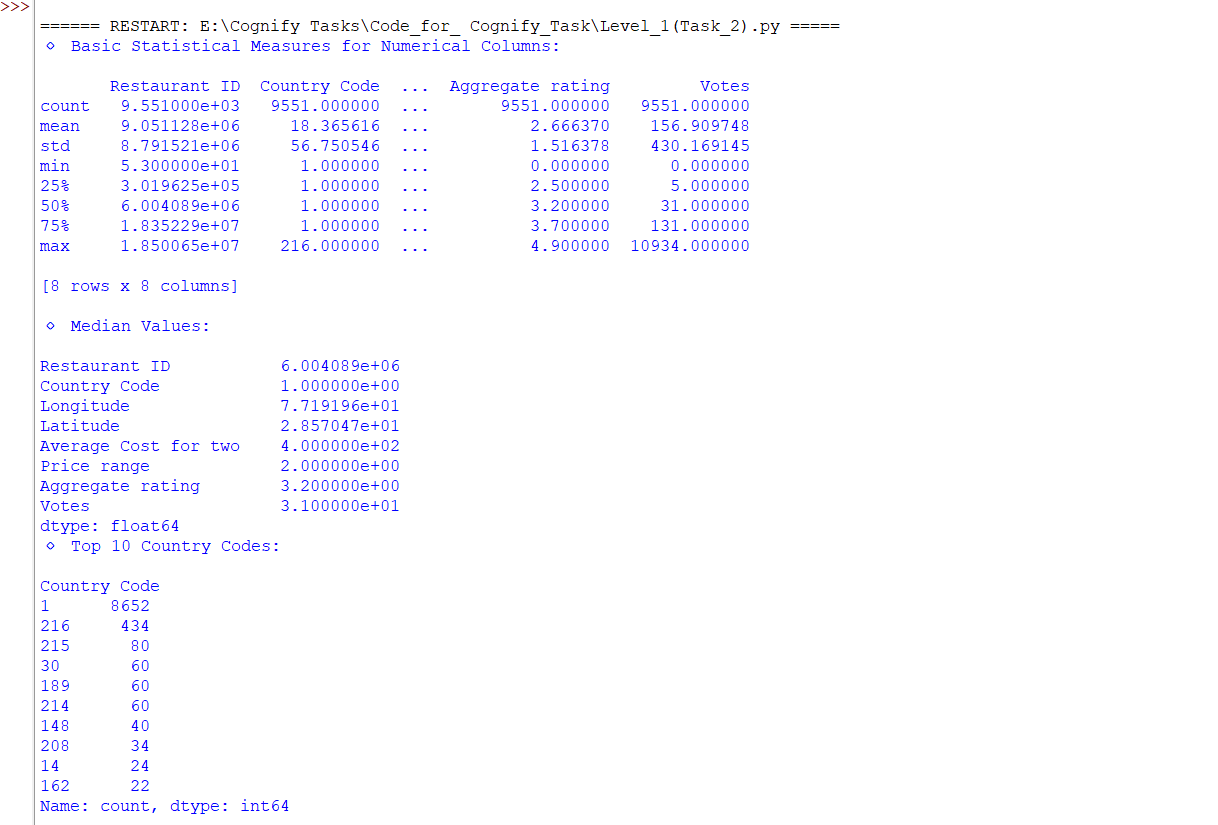 >>>
====== RESTART: E:\Cognify Tasks\Code_for_ Cognify_Task\Level_1(Task_2).py =====
⋄ Basic Statistical Measures for Numerical Columns:
Restaurant ID Country Code ... Aggregate rating Votes
count 9.551000e+03 9551.000000 ... 9551.000000 9551.000000
mean 9.051128e+06 18.365616 ... 2.666370 156.909748
std 8.791521e+06 56.750546 ... 1.516378 430.169145
min 5.300000e+01 1.000000 ... 0.000000 0.000000
25% 3.019625e+05 1.000000 ... 2.500000 5.000000
50% 6.004089e+06 1.000000 ... 3.200000 31.000000
75% 1.835229e+07 1.000000 ... 3.700000 131.000000
max 1.850065e+07 216.000000 ... 4.900000 10934.000000
[8 rows x 8 columns]
⋄ Median Values:
Restaurant ID 6.004089e+06
Country Code 1.000000e+00
Longitude 7.719196e+01
Latitude 2.857047e+01
Average Cost for two 4.000000e+02
Price range 2.000000e+00
Aggregate rating 3.200000e+00
Votes 3.100000e+01
dtype: float64
⋄ Top 10 Country Codes:
Country Code
1 8652
216 434
215 80
30 60
189 60
214 60
148 40
208 34
14 24
162 22
Name: count, dtype: int64